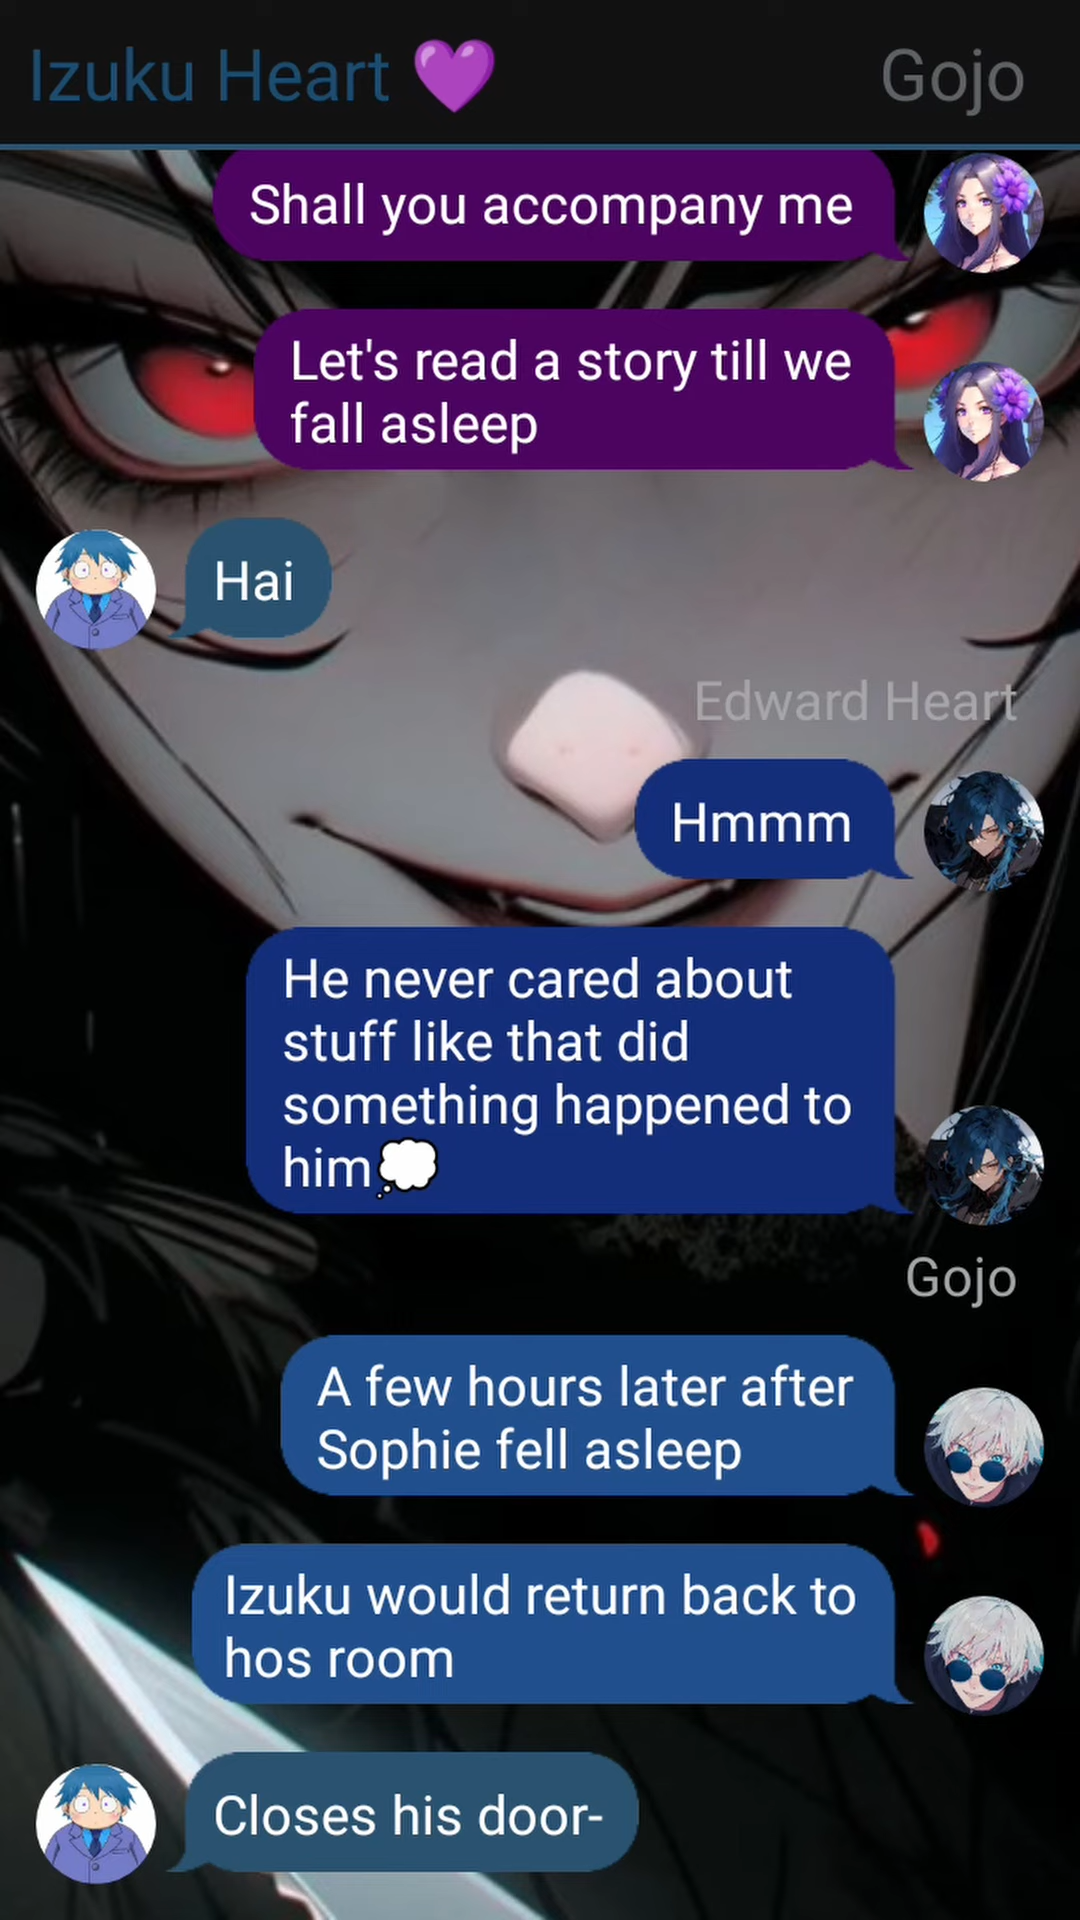 Izuku Heart 💜 Gojo
Shall you accompany me
Let's read a story till we
fall asleep
Hai
Edward Heart
Hmmm
He never cared about
stuff like that did
something happened to
him💭
Gojo
A few hours later after
Sophie fell asleep
Izuku would return back to
hos room
Closes his door-